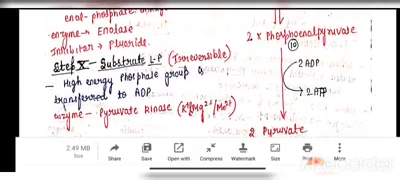 enol-phosphate
enzyme → Enolase
Inhibitor → Fluoride.
Step X - Substrate L.P (Irreversible)
- High energy phosphate group is
transferred to ADP.
enzyme - Pyruvate Kinase (K⁺/Mg²⁺/Mn²⁺)
2 x Phosphoenolpyruvate
10
2 ADP
2 ATP
2 Pyruvate
2.49 MB
Share
Save
Open with
Compress
Watermark
Size
Print
More